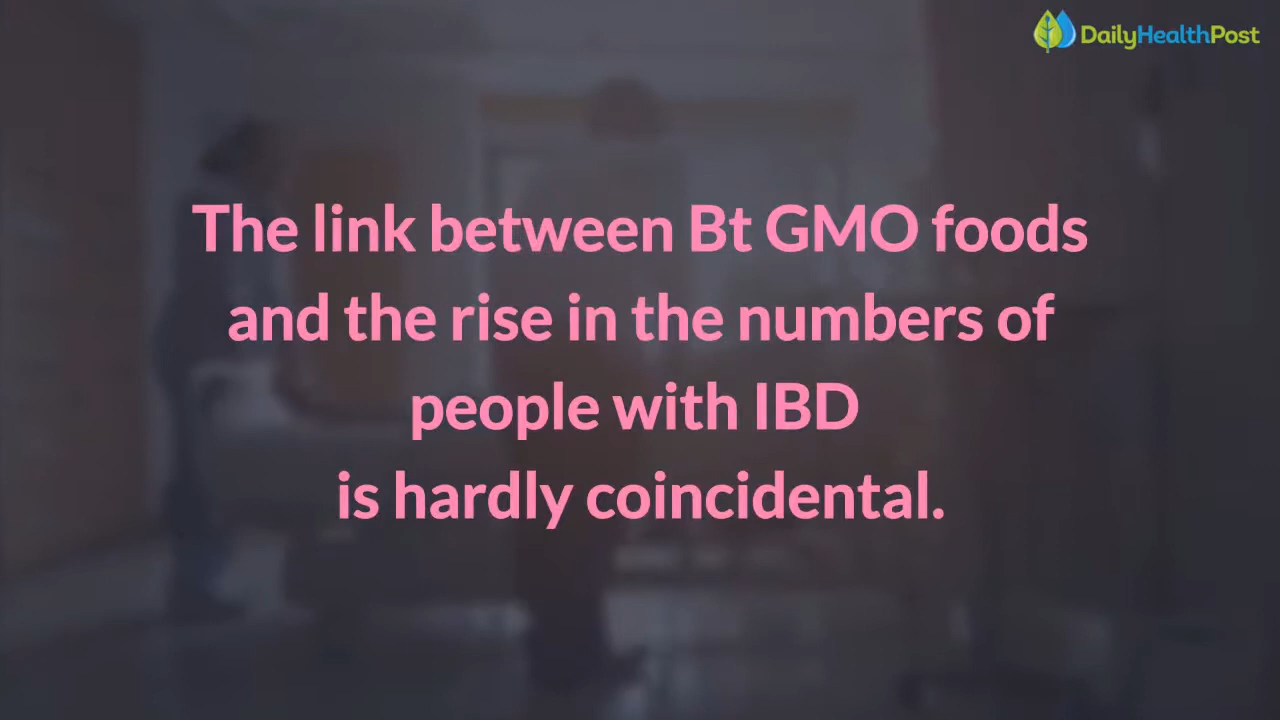 DailyHealthPost
The link between Bt GMO foods
and the rise in the numbers of
people with IBD
is hardly coincidental.